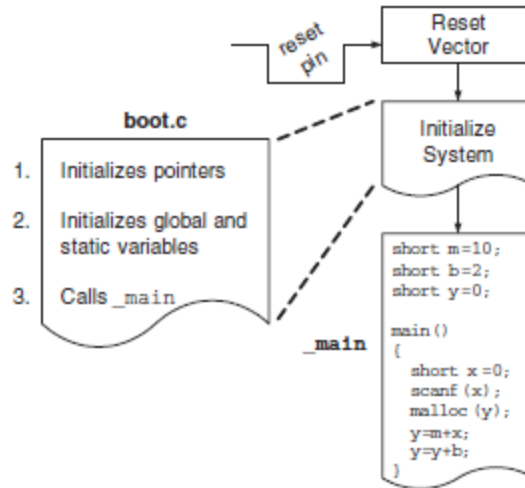 reset
pin
Reset
Vector
boot.c
1. Initializes pointers
2. Initializes global and
static variables
3. Calls _main
Initialize
System
_main
short m=10;
short b=2;
short y=0;
main()
{
short x=0;
scanf(x);
malloc(y);
y=m+x;
y=y+b;
}